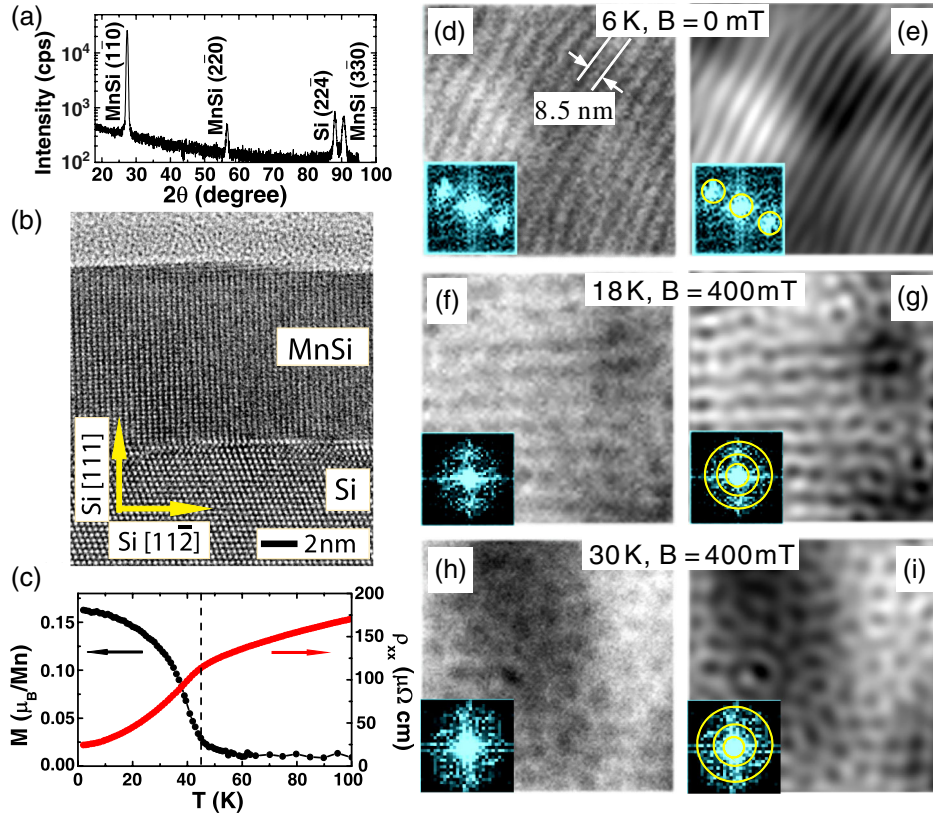 (a)
Intensity (cps)
10⁴
10³
10²
MnSi (11̅0)
MnSi (22̅0)
Si (224̅)
MnSi (33̅0)
20 30 40 50 60 70 80 90 100
2θ (degree)
(b)
MnSi
Si
Si [111]
Si [112̅]
2nm
(c)
M (μB/Mn)
0.15
0.10
0.05
0.00
200
150
100
50
0
ρxx (μΩ cm)
0 20 40 60 80 100
T (K)
(d)
6 K, B = 0 mT
(e)
8.5 nm
(f)
18 K, B = 400 mT
(g)
(h)
30 K, B = 400 mT
(i)